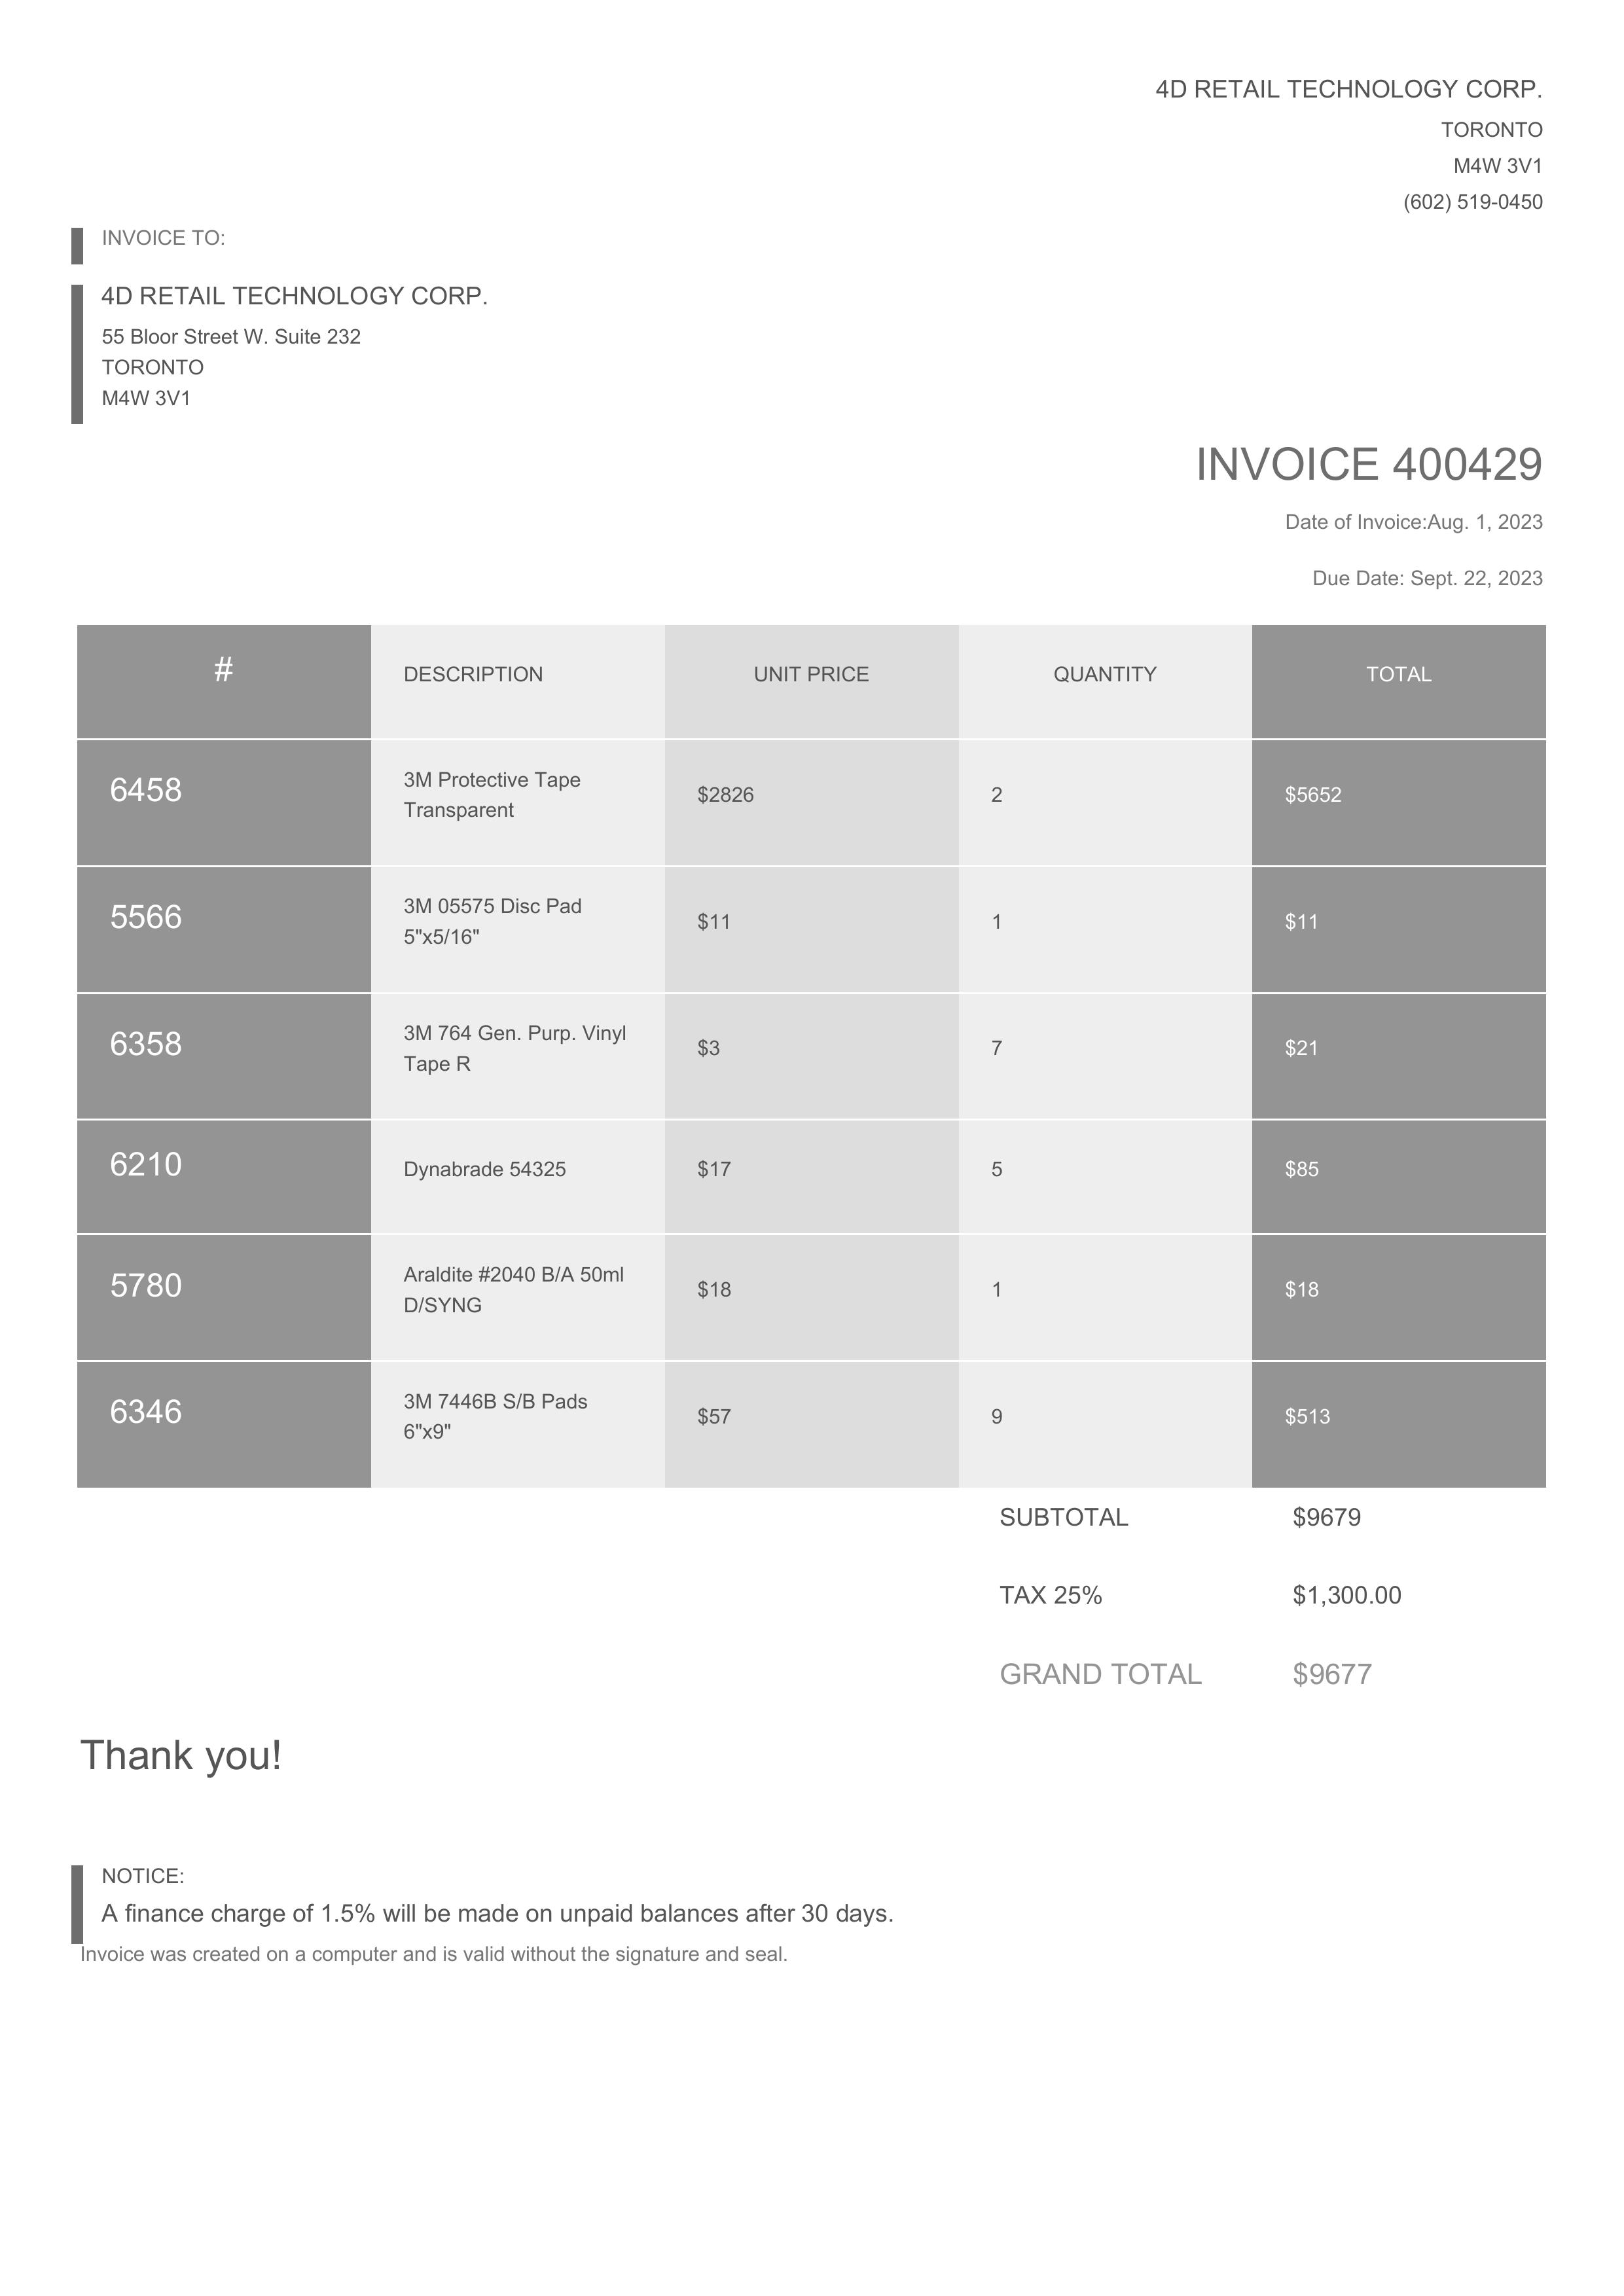 4D RETAIL TECHNOLOGY CORP.
TORONTO
M4W 3V1
(602) 519-0450
INVOICE TO:
4D RETAIL TECHNOLOGY CORP.
55 Bloor Street W. Suite 232
TORONTO
M4W 3V1
INVOICE 400429
Date of Invoice:Aug. 1, 2023
Due Date: Sept. 22, 2023
# DESCRIPTION UNIT PRICE QUANTITY TOTAL
6458 3M Protective Tape $2826 2 $5652
Transparent
5566 3M 05575 Disc Pad $11 1 $11
5"x5/16"
6358 3M 764 Gen. Purp. Vinyl $3 7 $21
Tape R
6210 Dynabrade 54325 $17 5 $85
5780 Araldite #2040 B/A 50ml $18 1 $18
D/SYNG
6346 3M 7446B S/B Pads $57 9 $513
6"x9"
SUBTOTAL $9679
TAX 25% $1,300.00
GRAND TOTAL $9677
Thank you!
NOTICE:
A finance charge of 1.5% will be made on unpaid balances after 30 days.
Invoice was created on a computer and is valid without the signature and seal.